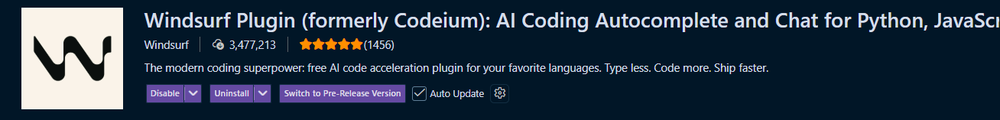 Windsurf Plugin (formerly Codeium): AI Coding Autocomplete and Chat for Python, JavaSc
Windsurf 3,477,213 (1456)
The modern coding superpower: free AI code acceleration plugin for your favorite languages. Type less. Code more. Ship faster.
Disable Uninstall Switch to Pre-Release Version Auto Update